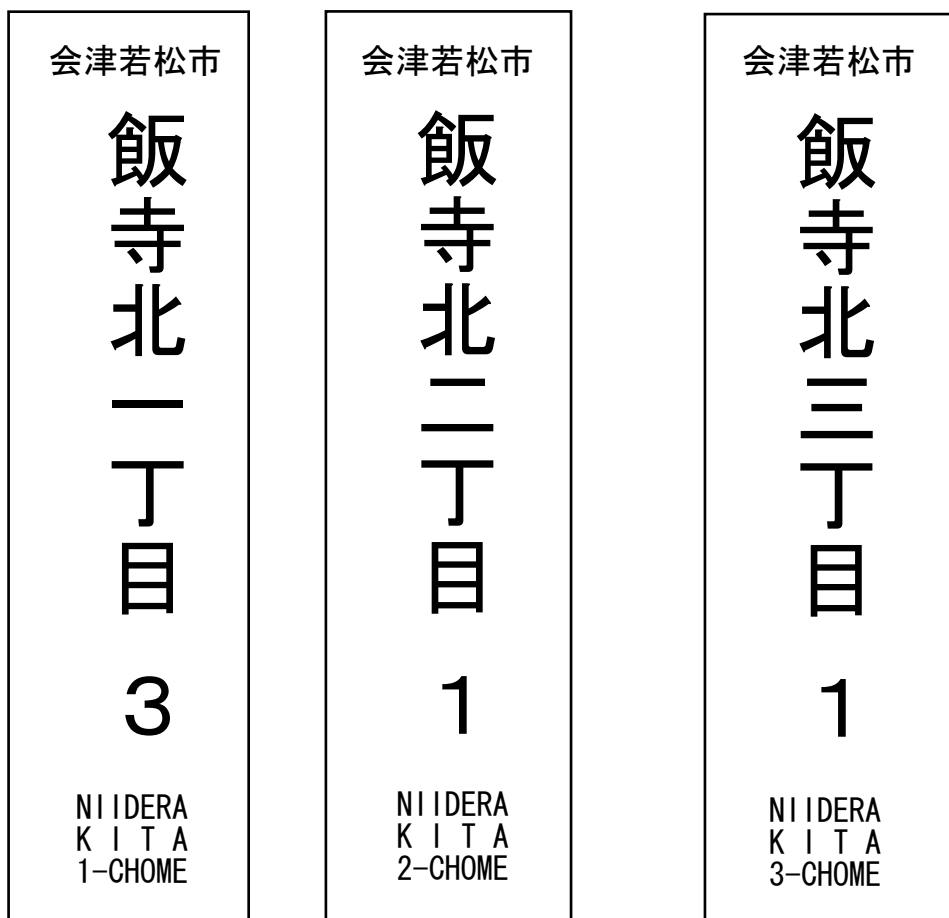 会津若松市
飯寺北一丁目
3
NIIDERA
KITA
1-CHOME
会津若松市
飯寺北二丁目
1
NIIDERA
KITA
2-CHOME
会津若松市
飯寺北三丁目
1
NIIDERA
KITA
3-CHOME